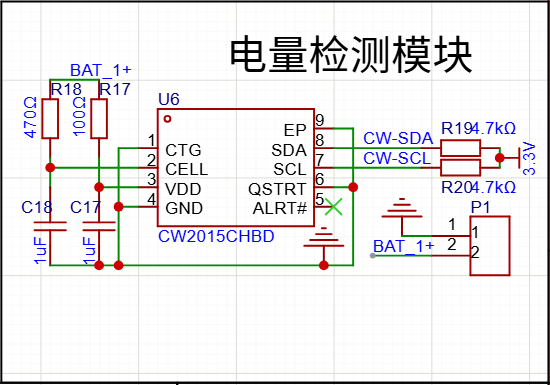 电量检测模块
BAT_1+
R18 R17
470Ω
100Ω
U6
1 CTG
2 CELL
3 VDD
4 GND
EP 9
SDA 8
SCL 7
QSTRT 6
ALRT# 5
CW2015CHBD
CW-SDA
CW-SCL
R19 4.7kΩ
R20 4.7kΩ
3.3V
C18
C17
1uF
1uF
P1
1 1
BAT_1+ 2 2